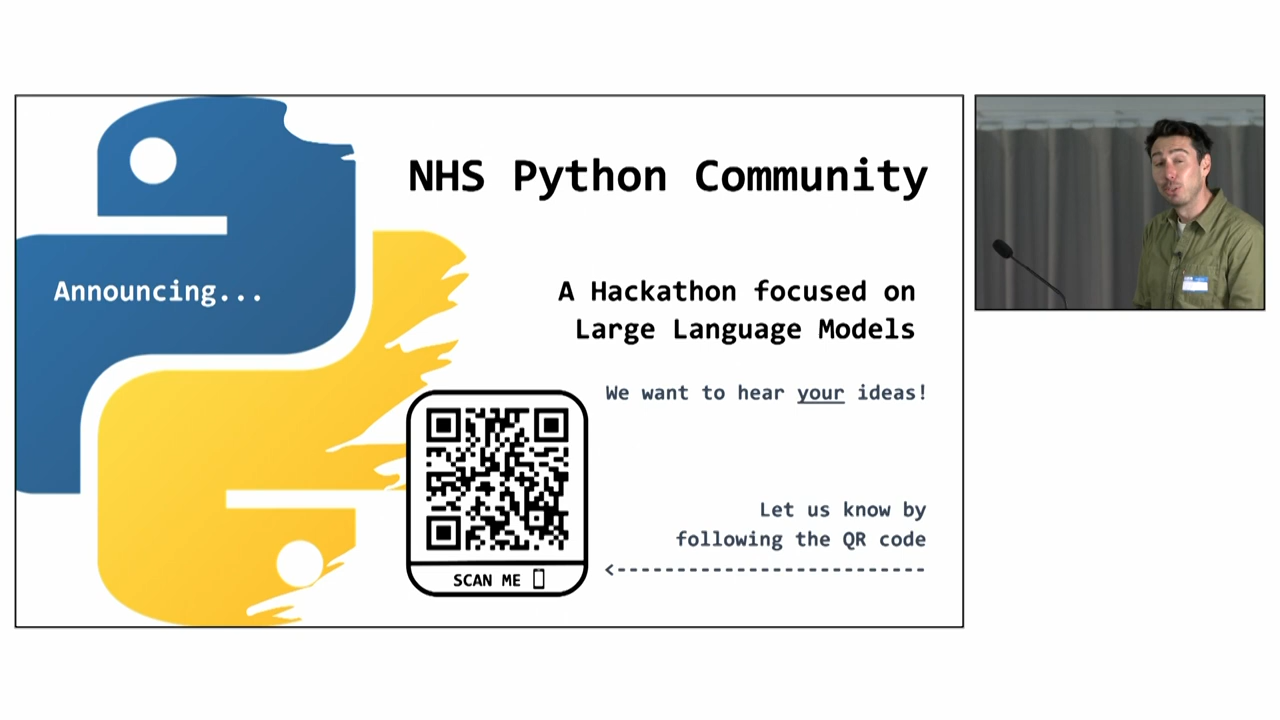 NHS Python Community
Announcing...
A Hackathon focused on
Large Language Models
We want to hear your ideas!
Let us know by
following the QR code
<--------------------------
SCAN ME